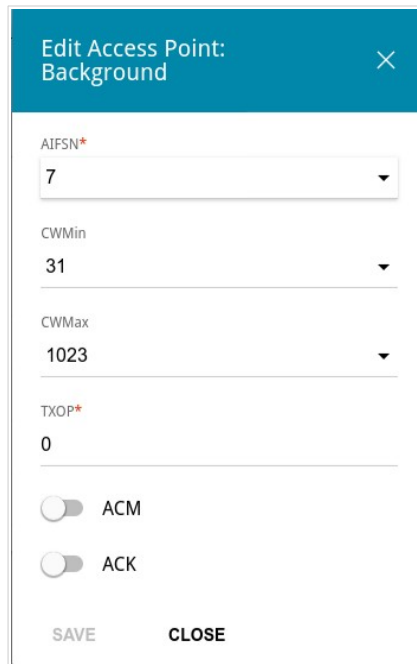 Edit Access Point:
Background
AIFSN*
7
CWMin
31
CWMax
1023
TXOP*
0
ACM
ACK
SAVE CLOSE